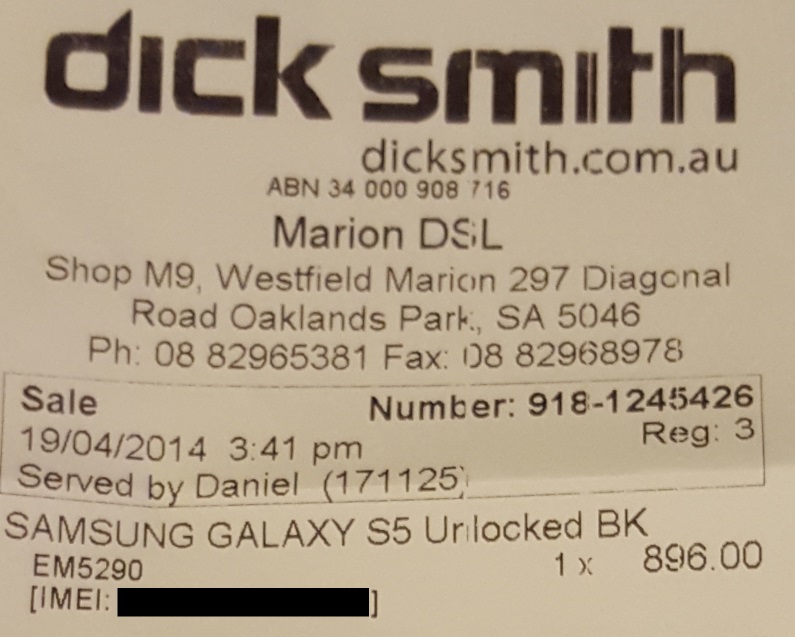 dick smith
dicksmith.com.au
ABN 34 000 908 716
Marion DSL
Shop M9, Westfield Marion 297 Diagonal
Road Oaklands Park, SA 5046
Ph: 08 82965381 Fax: 08 82968978
Sale Number: 918-1245426
19/04/2014 3:41 pm Reg: 3
Served by Daniel (171125)
SAMSUNG GALAXY S5 Unlocked BK
EM5290 1 x 896.00
[IMEI: ]